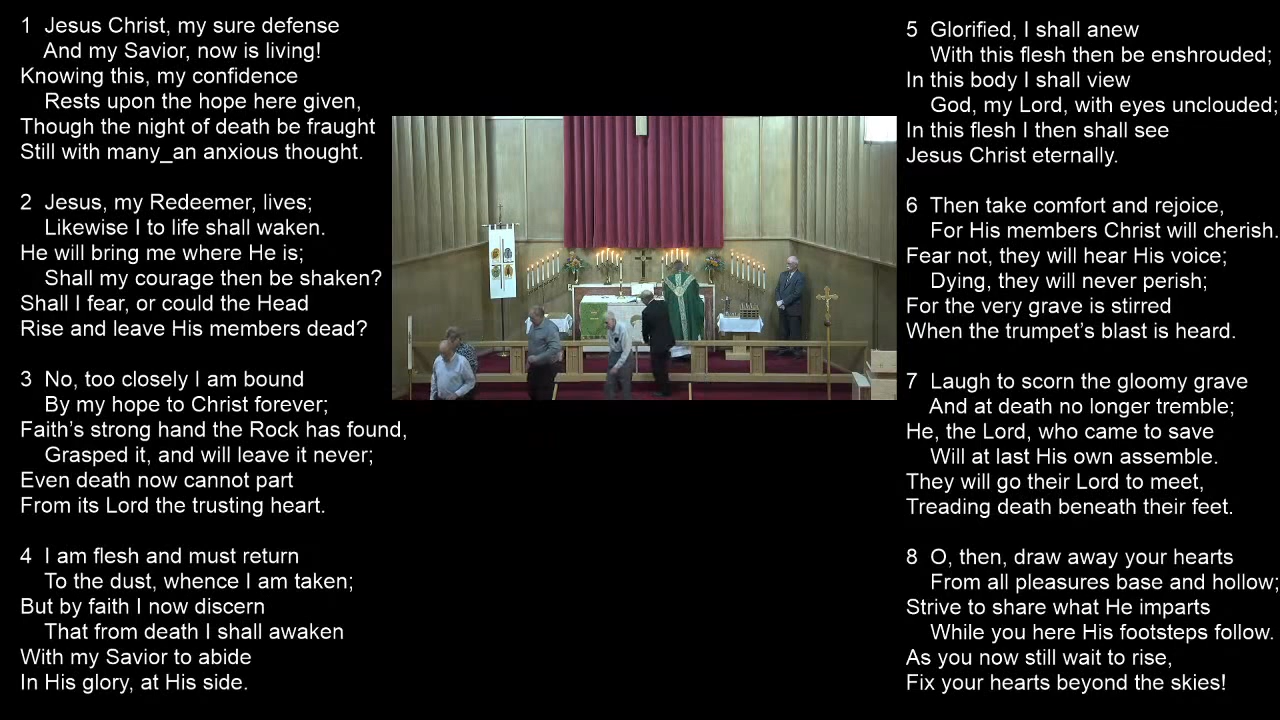 1 Jesus Christ, my sure defense
And my Savior, now is living!
Knowing this, my confidence
Rests upon the hope here given,
Though the night of death be fraught
Still with many_an anxious thought.
2 Jesus, my Redeemer, lives;
Likewise I to life shall waken.
He will bring me where He is;
Shall my courage then be shaken?
Shall I fear, or could the Head
Rise and leave His members dead?
3 No, too closely I am bound
By my hope to Christ forever;
Faith's strong hand the Rock has found,
Grasped it, and will leave it never;
Even death now cannot part
From its Lord the trusting heart.
4 I am flesh and must return
To the dust, whence I am taken;
But by faith I now discern
That from death I shall awaken
With my Savior to abide
In His glory, at His side.
5 Glorified, I shall anew
With this flesh then be enshrouded;
In this body I shall view
God, my Lord, with eyes unclouded;
In this flesh I then shall see
Jesus Christ eternally.
6 Then take comfort and rejoice,
For His members Christ will cherish.
Fear not, they will hear His voice;
Dying, they will never perish;
For the very grave is stirred
When the trumpet's blast is heard.
7 Laugh to scorn the gloomy grave
And at death no longer tremble;
He, the Lord, who came to save
Will at last His own assemble.
They will go their Lord to meet,
Treading death beneath their feet.
8 O, then, draw away your hearts
From all pleasures base and hollow;
Strive to share what He imparts
While you here His footsteps follow.
As you now still wait to rise,
Fix your hearts beyond the skies!